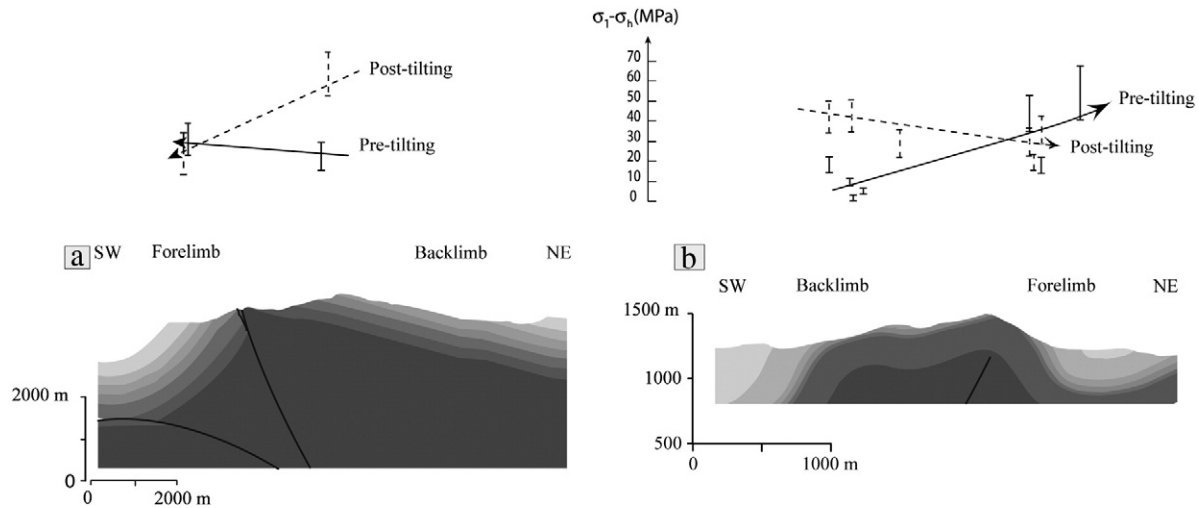 σ₁-σₕ(MPa)
Post-tilting
Pre-tilting
70
60
50
40
30
20
10
0
Pre-tilting
Post-tilting
a SW Forelimb Backlimb NE
2000 m
0
0 2000 m
b
SW Backlimb Forelimb NE
1500 m
1000
500
0 1000 m